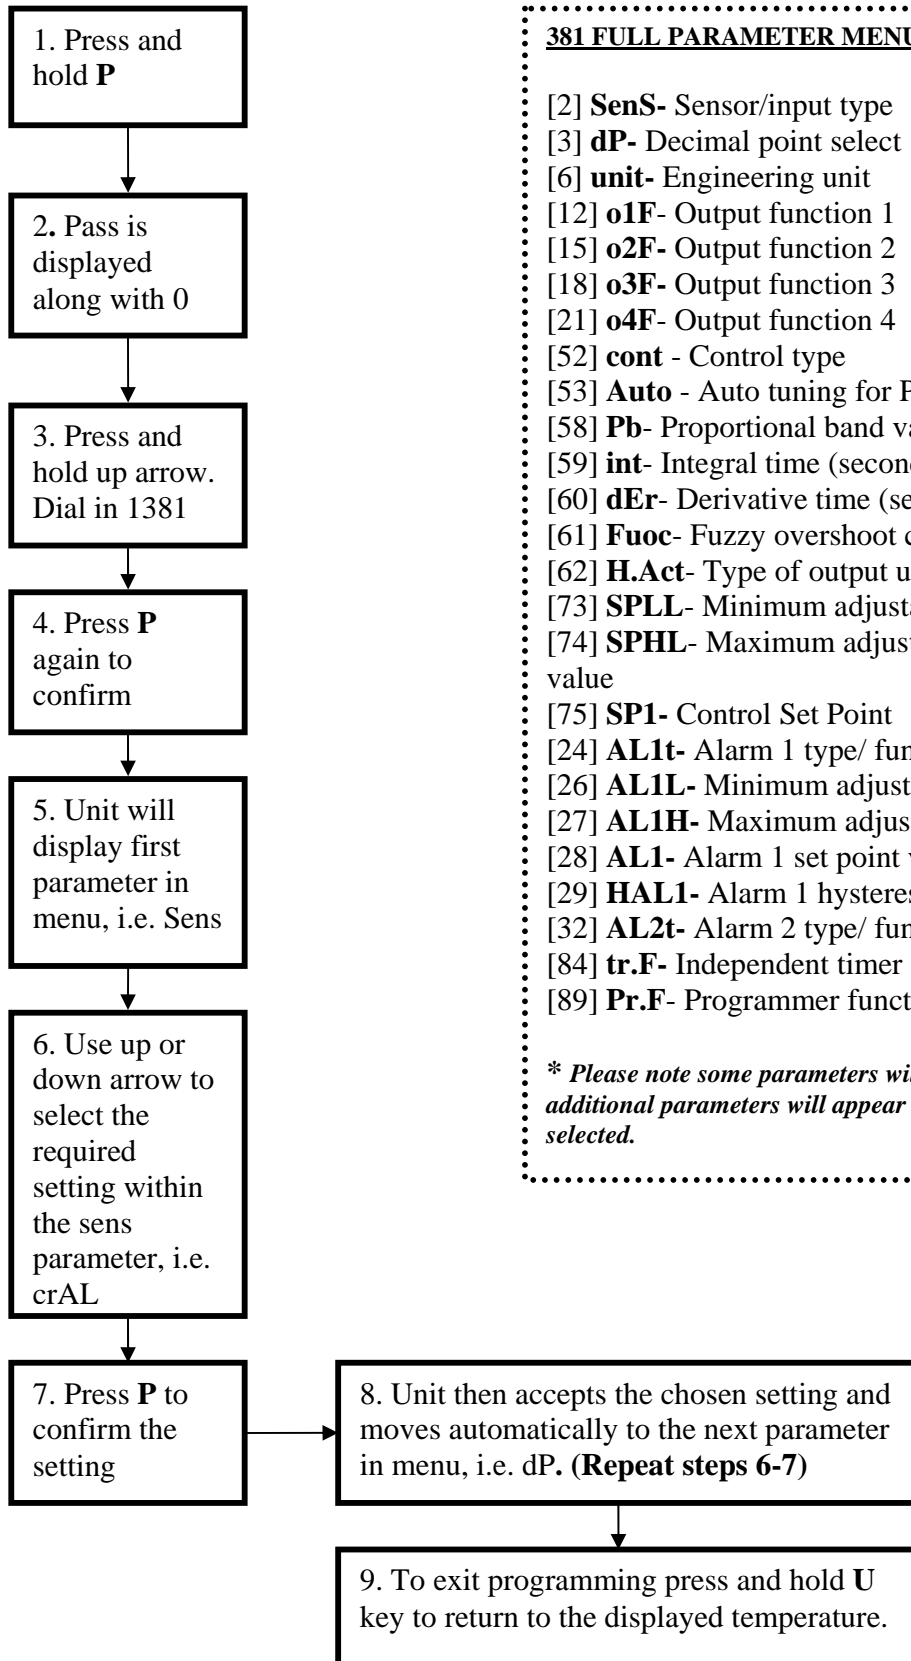 1. Press and
hold P
2. Pass is
displayed
along with 0
3. Press and
hold up arrow.
Dial in 1381
4. Press P
again to
confirm
5. Unit will
display first
parameter in
menu, i.e. Sens
6. Use up or
down arrow to
select the
required
setting within
the sens
parameter, i.e.
crAL
7. Press P to
confirm the
setting
8. Unit then accepts the chosen setting and
moves automatically to the next parameter
in menu, i.e. dP. (Repeat steps 6-7)
9. To exit programming press and hold U
key to return to the displayed temperature.
381 FULL PARAMETER MENU
[2] SenS- Sensor/input type
[3] dP- Decimal point select
[6] unit- Engineering unit
[12] o1F- Output function 1
[15] o2F- Output function 2
[18] o3F- Output function 3
[21] o4F- Output function 4
[52] cont - Control type
[53] Auto - Auto tuning for
[58] Pb- Proportional band
[59] int- Integral time
[60] dEr- Derivative time
[61] Fuoc- Fuzzy overshoot
[62] H.Act- Type of output
[73] SPLL- Minimum
[74] SPHL- Maximum
value
[75] SP1- Control Set Point
[24] AL1t- Alarm 1 type/
[26] AL1L- Minimum
[27] AL1H- Maximum
[28] AL1- Alarm 1 set point
[29] HAL1- Alarm 1
[32] AL2t- Alarm 2 type/
[84] tr.F- Independent timer
[89] Pr.F- Programmer
* Please note some parameters
additional parameters will appear
selected.